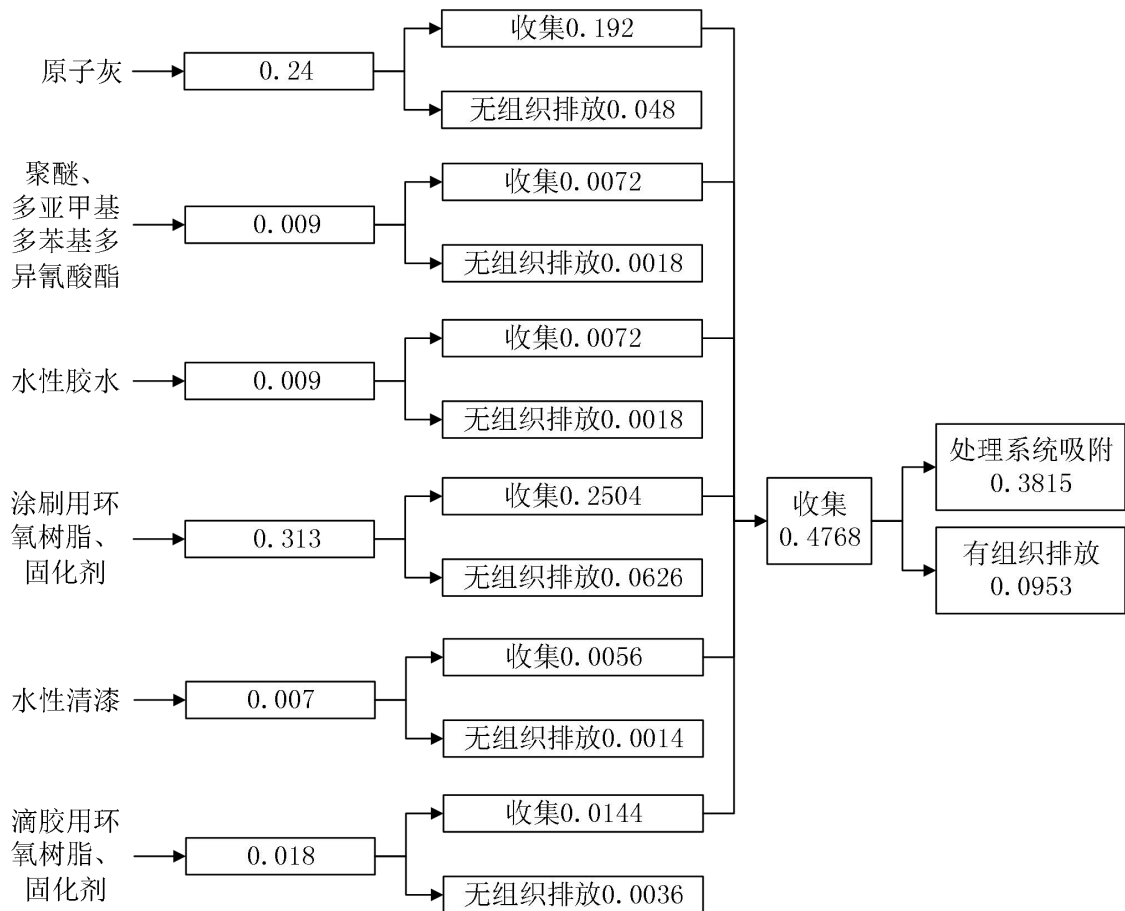 原子灰
0.24
收集0.192
无组织排放0.048
聚醚、
多亚甲基
多苯基多
异氰酸酯
0.009
收集0.0072
无组织排放0.0018
水性胶水
0.009
收集0.0072
无组织排放0.0018
涂刷用环
氧树脂、
固化剂
0.313
收集0.2504
无组织排放0.0626
水性清漆
0.007
收集0.0056
无组织排放0.0014
滴胶用环
氧树脂、
固化剂
0.018
收集0.0144
无组织排放0.0036
收集
0.4768
处理系统吸附
0.3815
有组织排放
0.0953